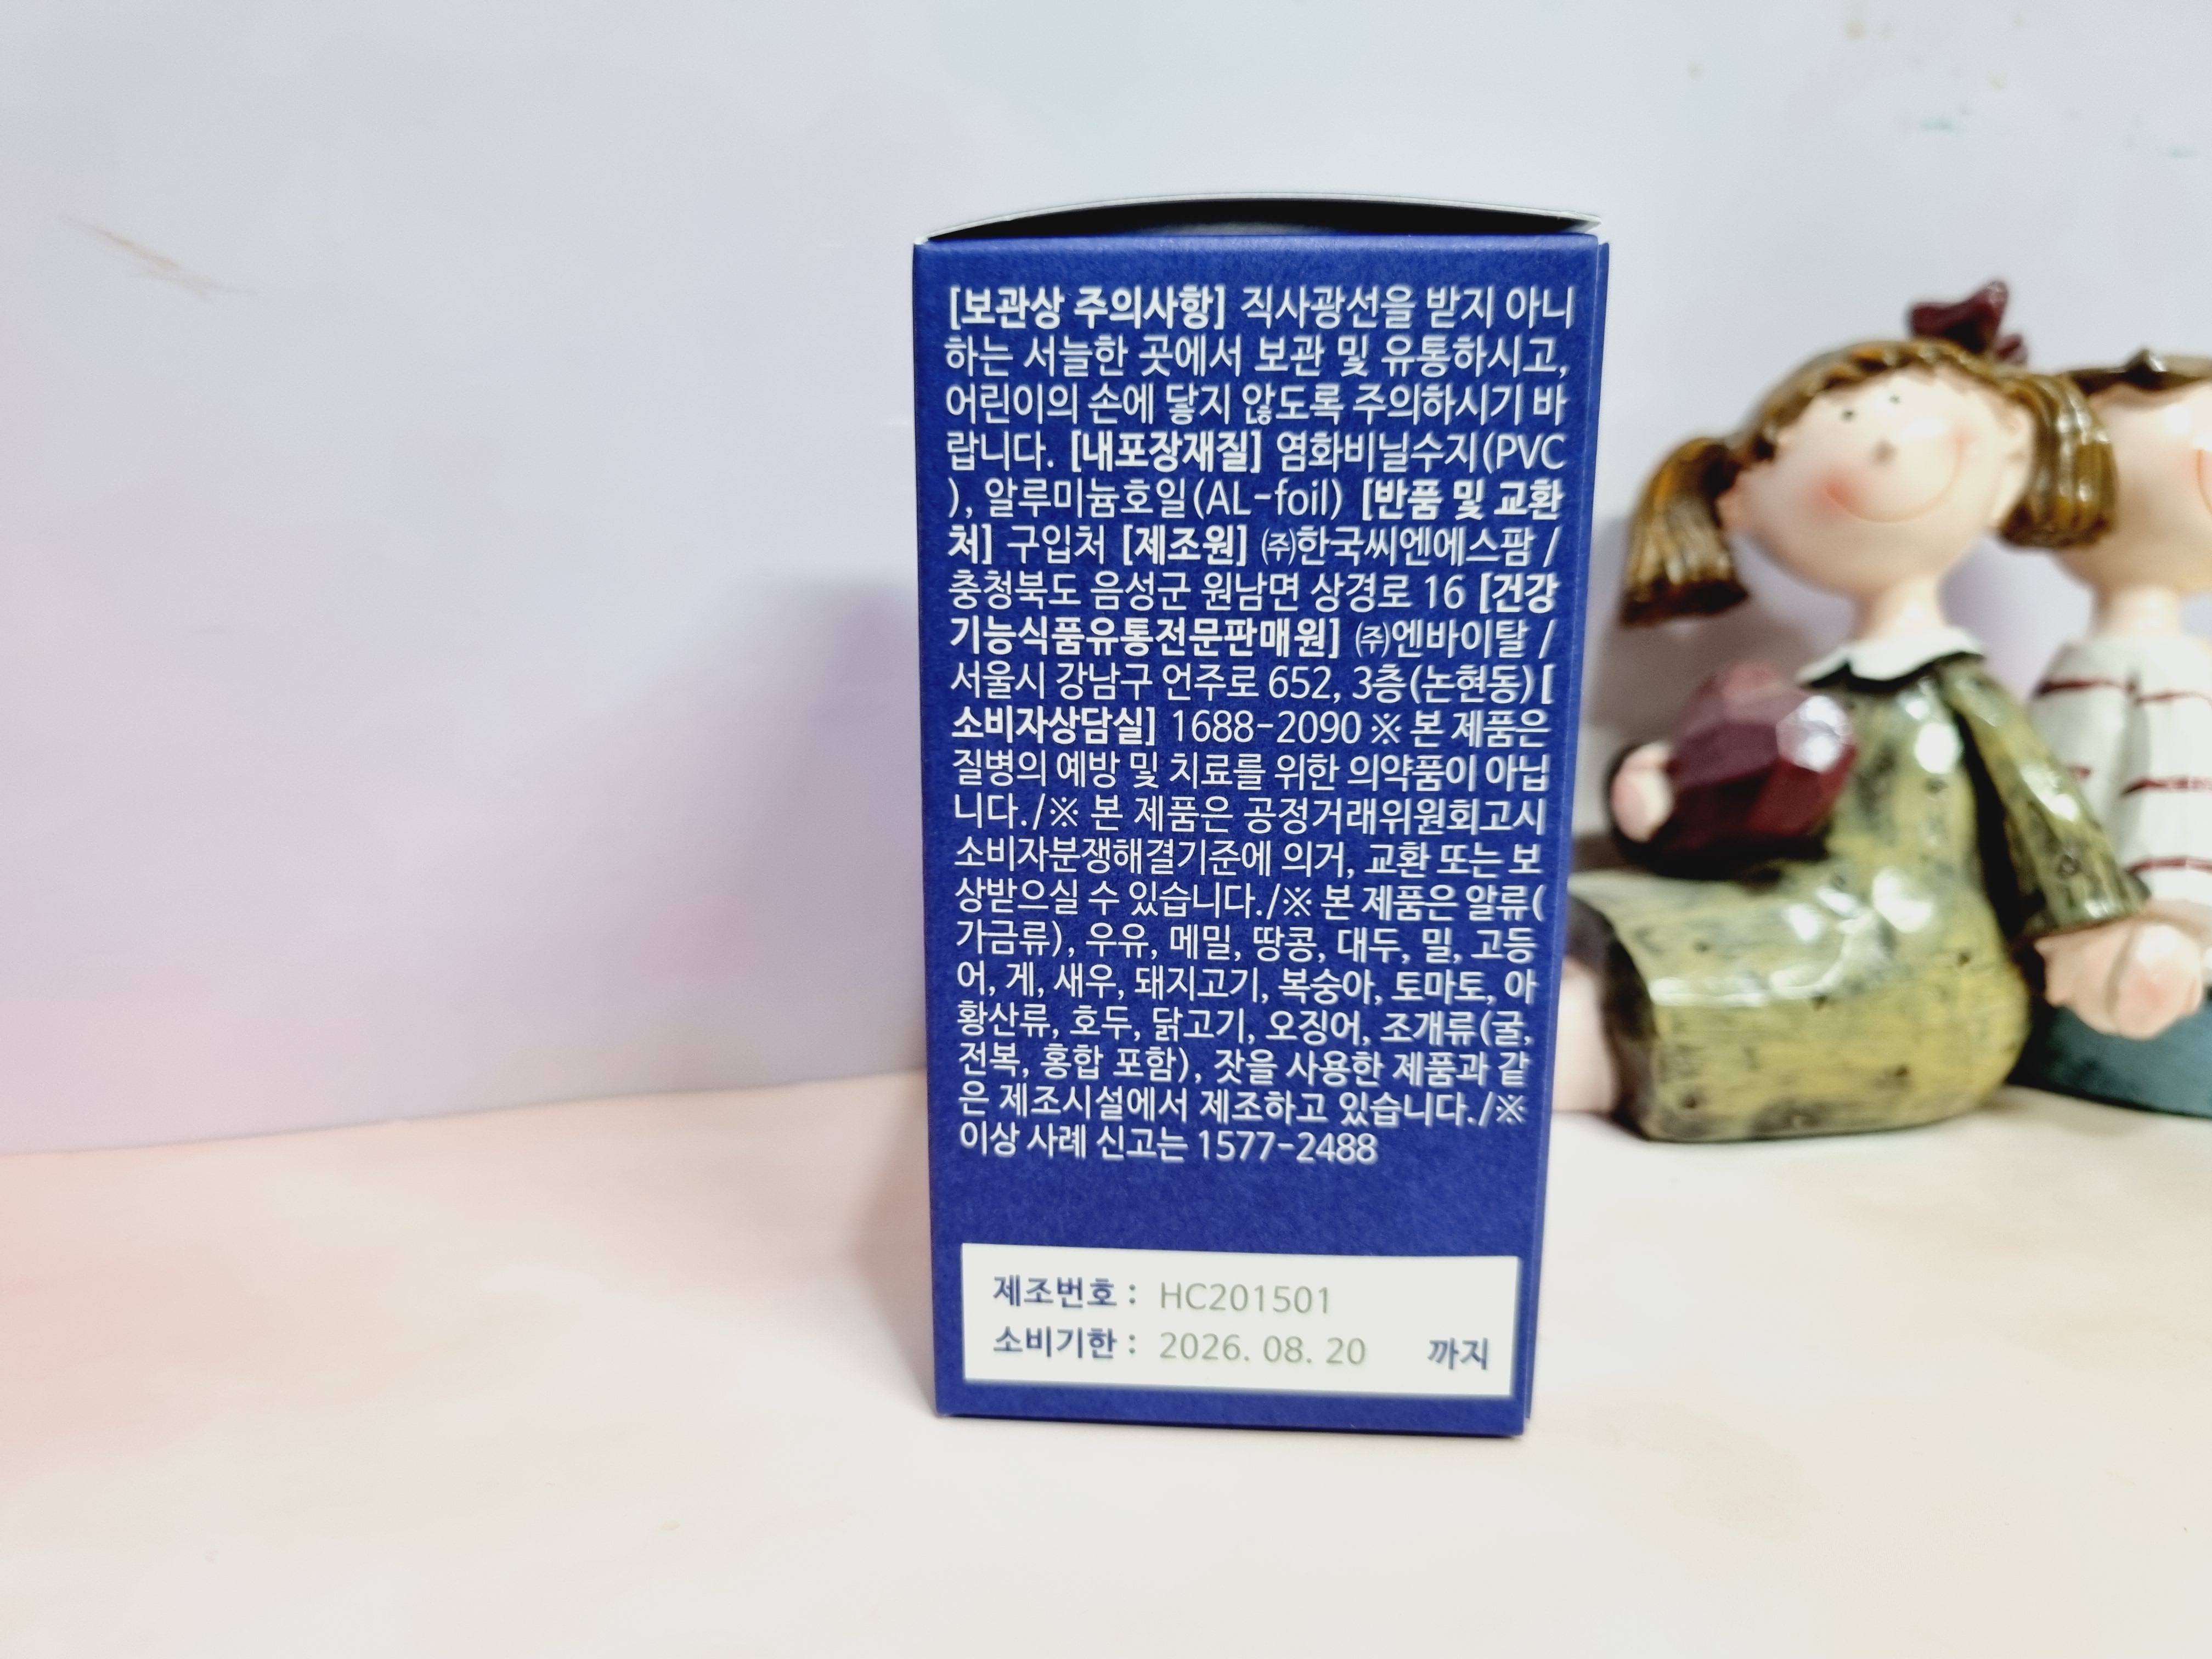 [보관상 주의사항] 직사광선을 받지 아니
하는 서늘한 곳에서 보관 및 유통하시고,
어린이의 손에 닿지 않도록 주의하시기 바
랍니다. [내포장재질] 염화비닐수지(PVC
), 알루미늄호일(AL-foil) [반품 및 교환
처] 구입처 [제조원] ㈜한국씨엔에스팜 /
충청북도 음성군 원남면 상경로 16 [건강
기능식품유통전문판매원] ㈜엔바이탈 /
서울시 강남구 언주로 652, 3층(논현동) [
소비자상담실] 1688-2090 ※ 본 제품은
질병의 예방 및 치료를 위한 의약품이 아닙
니다./※ 본 제품은 공정거래위원회고시
소비자분쟁해결기준에 의거, 교환 또는 보
상받으실 수 있습니다./※ 본 제품은 알류(
가금류), 우유, 메밀, 땅콩, 대두, 밀, 고등
어, 게, 새우, 돼지고기, 복숭아, 토마토, 아
황산류, 호두, 닭고기, 오징어, 조개류(굴,
전복, 홍합 포함), 잣을 사용한 제품과 같
은 제조시설에서 제조하고 있습니다./※
이상 사례 신고는 1577-2488
제조번호 : HC201501
소비기한 : 2026. 08. 20 까지